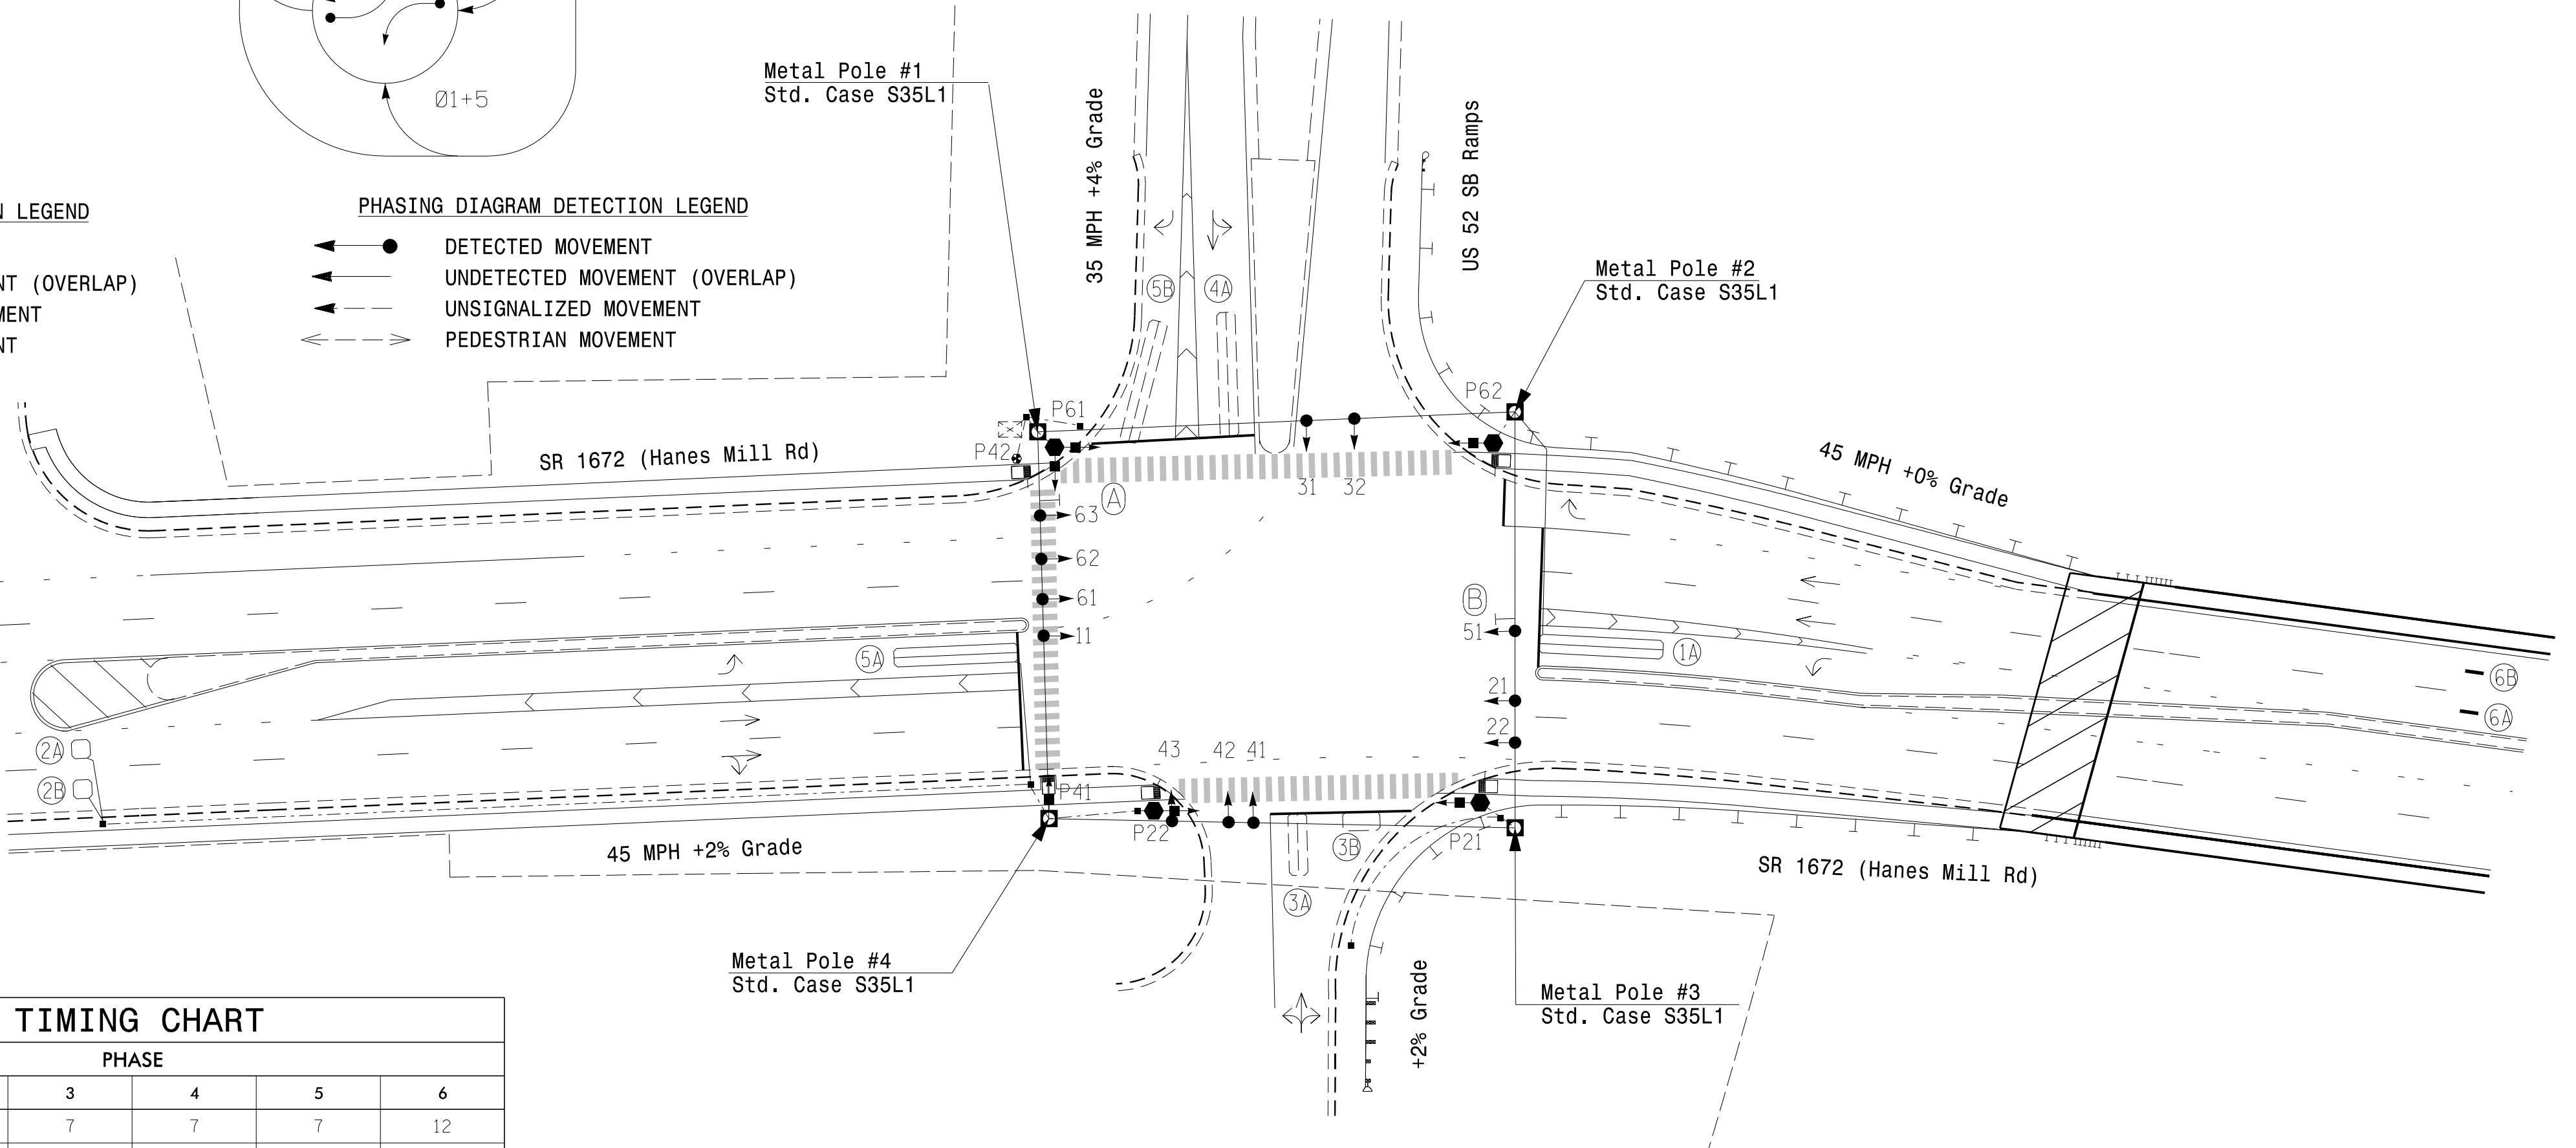 Ø1+5
Metal Pole #1
Std. Case S35L1
35 MPH +4% Grade
US 52 SB Ramps
LEGEND
PHASING DIAGRAM DETECTION LEGEND
DETECTED MOVEMENT
(OVERLAP)
UNDETECTED MOVEMENT (OVERLAP)
UNSIGNALIZED MOVEMENT
PEDESTRIAN MOVEMENT
Metal Pole #2
Std. Case S35L1
5B
4A
P61
P62
P42
SR 1672 (Hanes Mill Rd)
45 MPH +0% Grade
31
32
A
63
62
61
11
B
51
5A
1A
21
22
6B
6A
2A
2B
43
42
41
P41
P22
P21
3B
3A
45 MPH +2% Grade
SR 1672 (Hanes Mill Rd)
Metal Pole #4
Std. Case S35L1
+2% Grade
Metal Pole #3
Std. Case S35L1
TIMING CHART
PHASE
3 4 5 6
7 7 7 12